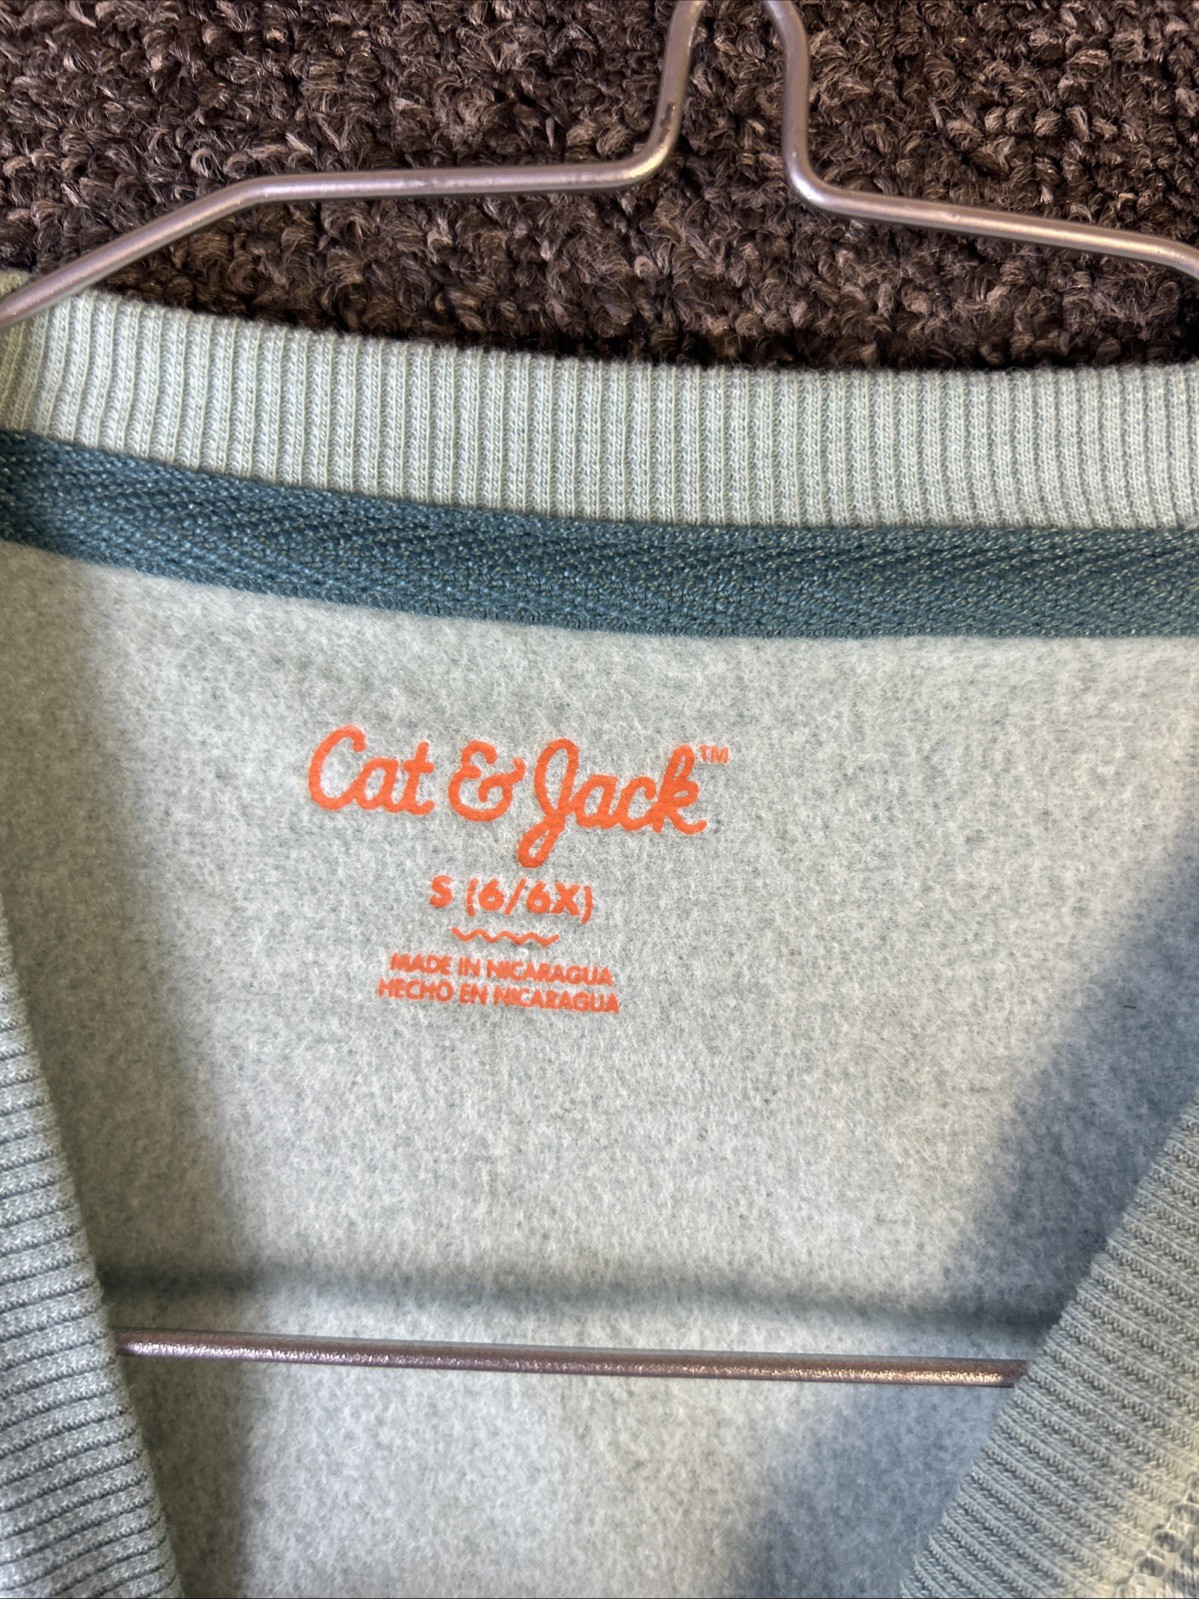 Cat & Jack™
S (6/6X)
MADE IN NICARAGUA
HECHO EN NICARAGUA